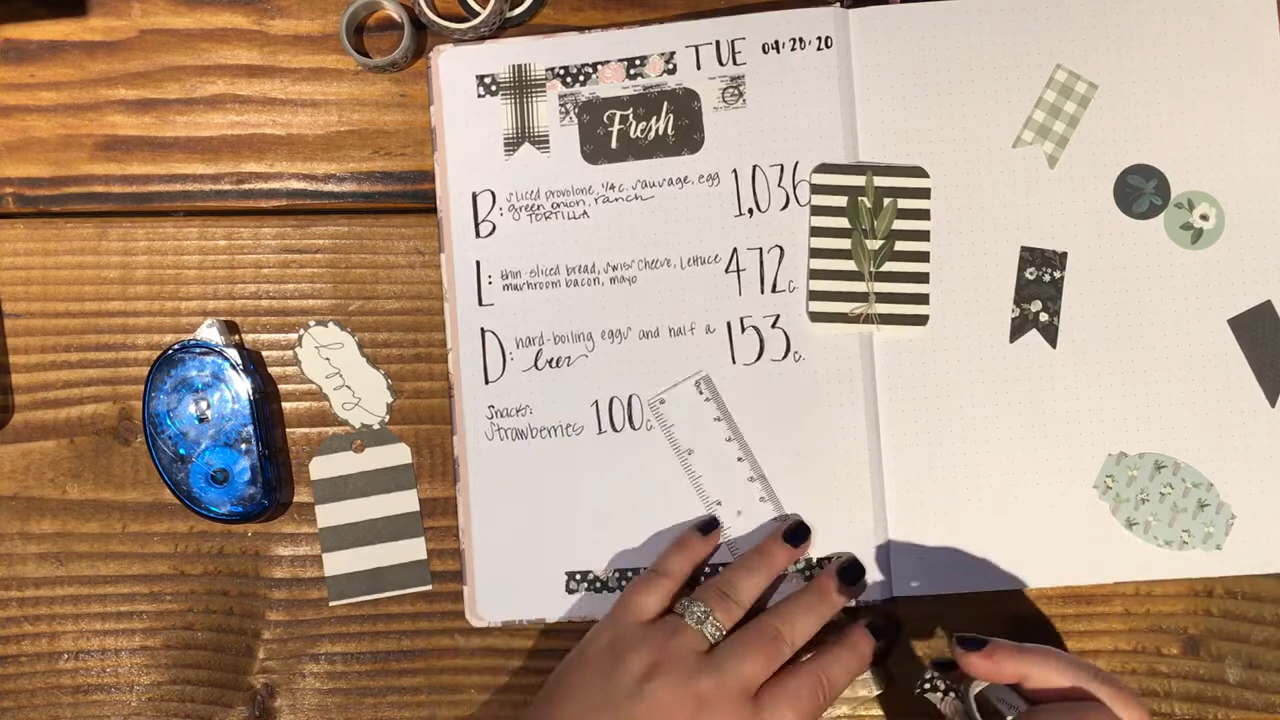 TUE 04·28·20
Fresh
B: sliced provolone, 1/4 c. sausage, egg
green onion, ranch
TORTILLA
1,036
L: thin-sliced bread, swiss cheese, lettuce
mushroom bacon, mayo
472c.
D: hard-boiling eggs and half a
beer
153c.
Snacks:
Strawberries 100c.